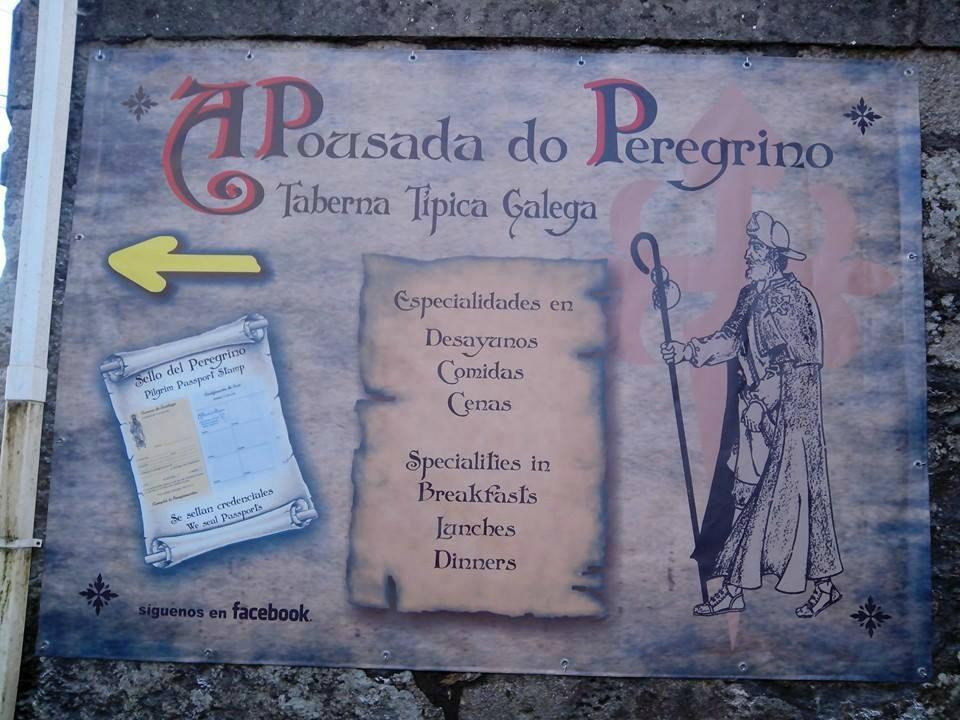 A Pousada do Peregrino
Taberna Típica Galega
Especialidades en
Desayunos
Comidas
Cenas
Specialities in
Breakfasts
Lunches
Dinners
Sello del Peregrino
Pilgrim Passport Stamp
Se sellan credenciales
We seal Passports
síguenos en facebook.